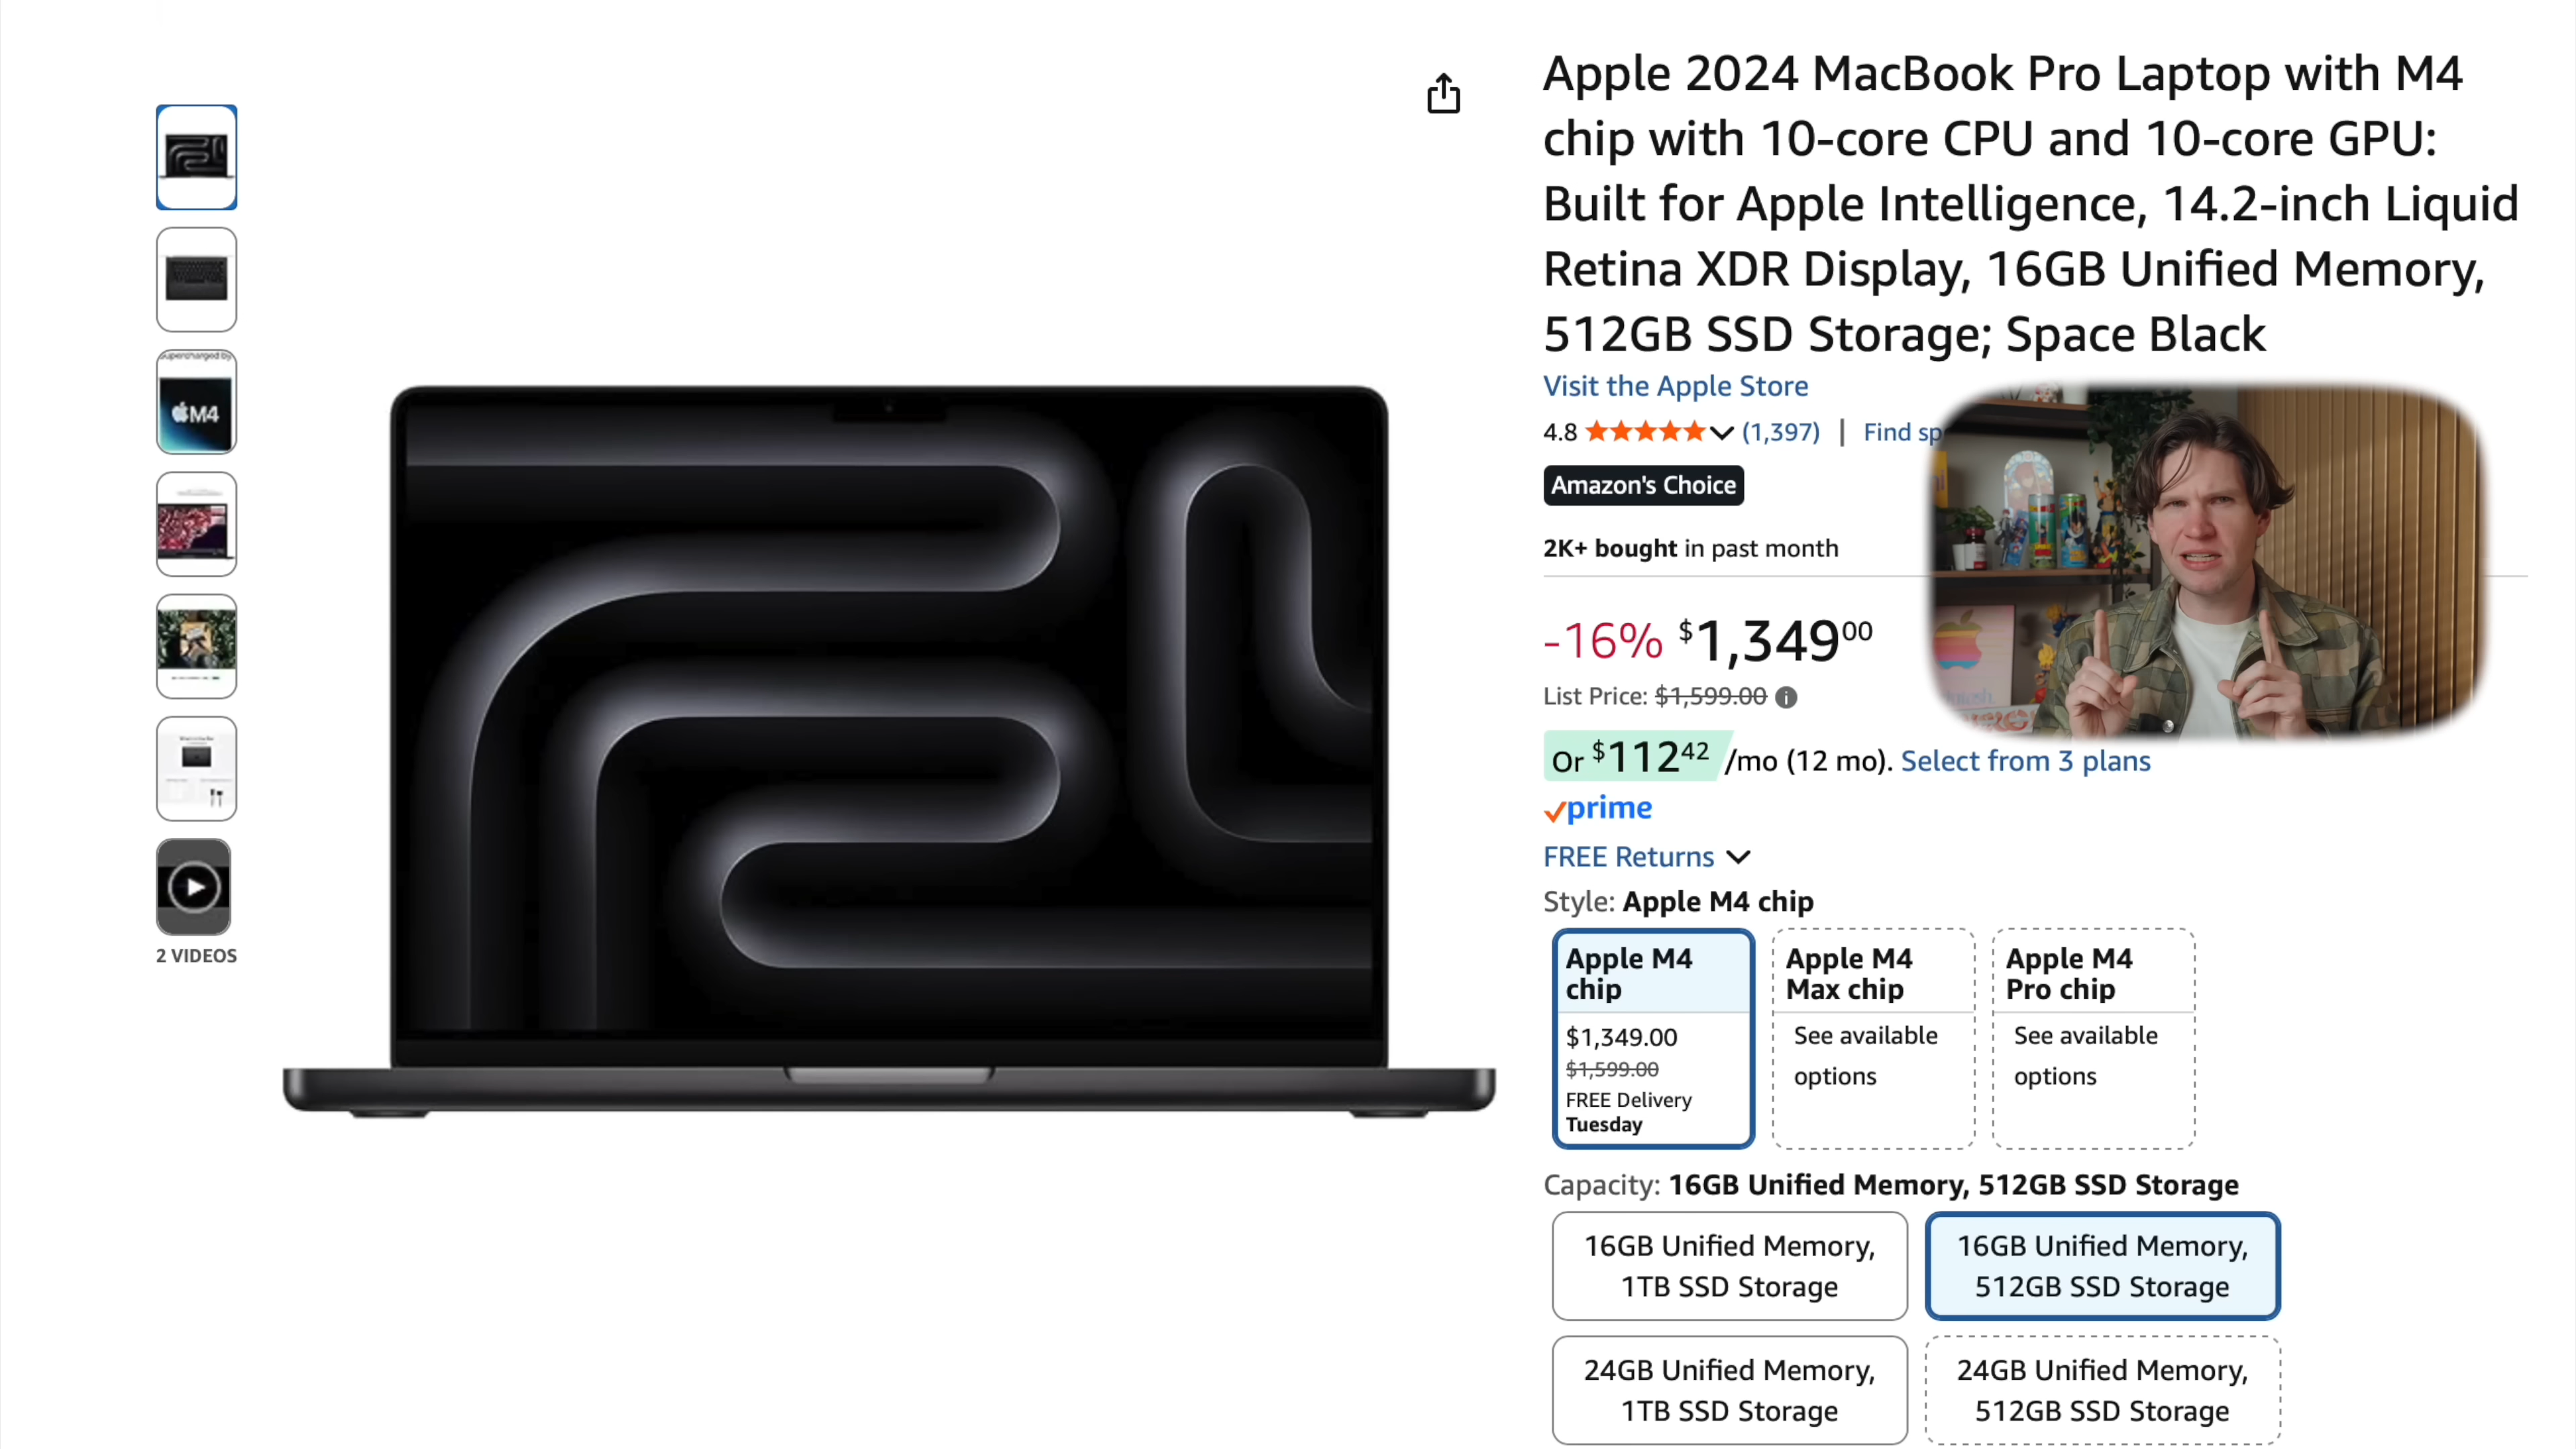 Apple 2024 MacBook Pro Laptop with M4
chip with 10-core CPU and 10-core GPU:
Built for Apple Intelligence, 14.2-inch Liquid
Retina XDR Display, 16GB Unified Memory,
512GB SSD Storage; Space Black
Visit the Apple Store
4.8 (1,397) | Find sp
Amazon's Choice
2K+ bought in past month
-16% $1,349 00
List Price: $1,599.00
Or $112 42 /mo (12 mo). Select from 3 plans
prime
FREE Returns
Style: Apple M4 chip
Apple M4
chip
$1,349.00
$1,599.00
FREE Delivery
Tuesday
Apple M4
Max chip
See available
options
Apple M4
Pro chip
See available
options
Capacity: 16GB Unified Memory, 512GB SSD Storage
16GB Unified Memory,
1TB SSD Storage
16GB Unified Memory,
512GB SSD Storage
24GB Unified Memory,
1TB SSD Storage
24GB Unified Memory,
512GB SSD Storage
supercharged by
M4
2 VIDEOS